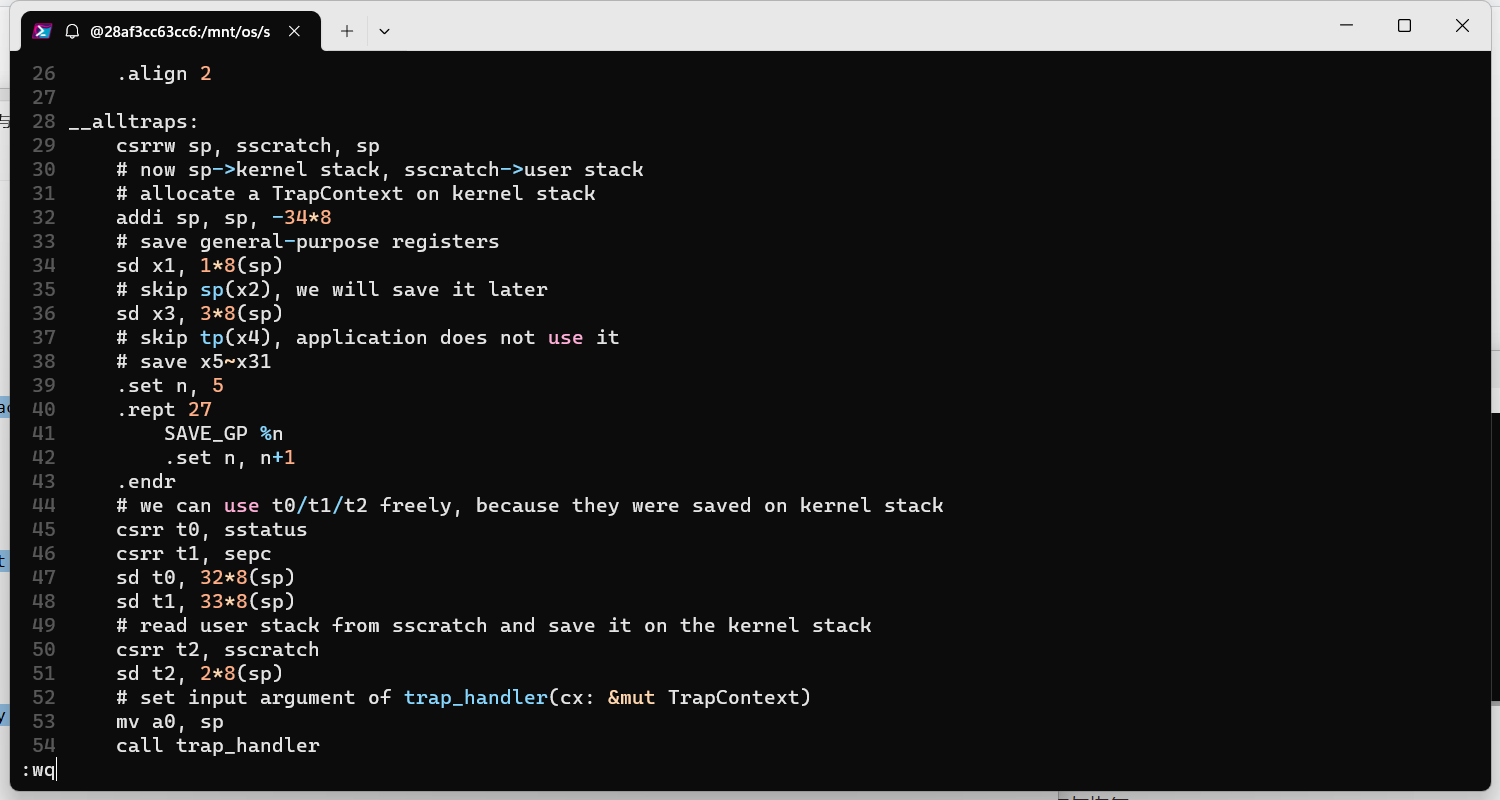 @28af3cc63cc6:/mnt/os/s
26 .align 2
27
28 __alltraps:
29 csrrw sp, sscratch, sp
30 # now sp->kernel stack, sscratch->user stack
31 # allocate a TrapContext on kernel stack
32 addi sp, sp, -34*8
33 # save general-purpose registers
34 sd x1, 1*8(sp)
35 # skip sp(x2), we will save it later
36 sd x3, 3*8(sp)
37 # skip tp(x4), application does not use it
38 # save x5~x31
39 .set n, 5
40 .rept 27
41 SAVE_GP %n
42 .set n, n+1
43 .endr
44 # we can use t0/t1/t2 freely, because they were saved on kernel stack
45 csrr t0, sstatus
46 csrr t1, sepc
47 sd t0, 32*8(sp)
48 sd t1, 33*8(sp)
49 # read user stack from sscratch and save it on the kernel stack
50 csrr t2, sscratch
51 sd t2, 2*8(sp)
52 # set input argument of trap_handler(cx: &mut TrapContext)
53 mv a0, sp
54 call trap_handler
:wq